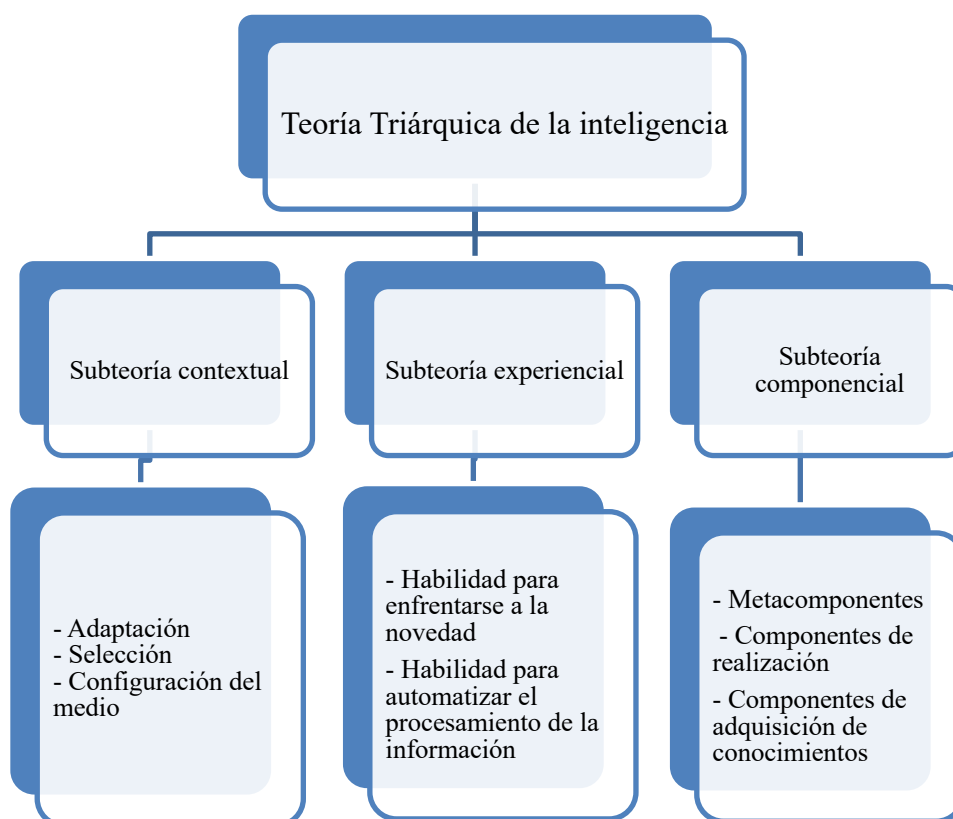 Teoría Triárquica de la inteligencia
Subteoría contextual
Subteoría experiencial
Subteoría
componencial
- Adaptación
- Selección
- Configuración del
medio
- Habilidad para
enfrentarse a la
novedad
- Habilidad para
automatizar el
procesamiento de la
información
- Metacomponentes
- Componentes de
realización
- Componentes de
adquisición de
conocimientos